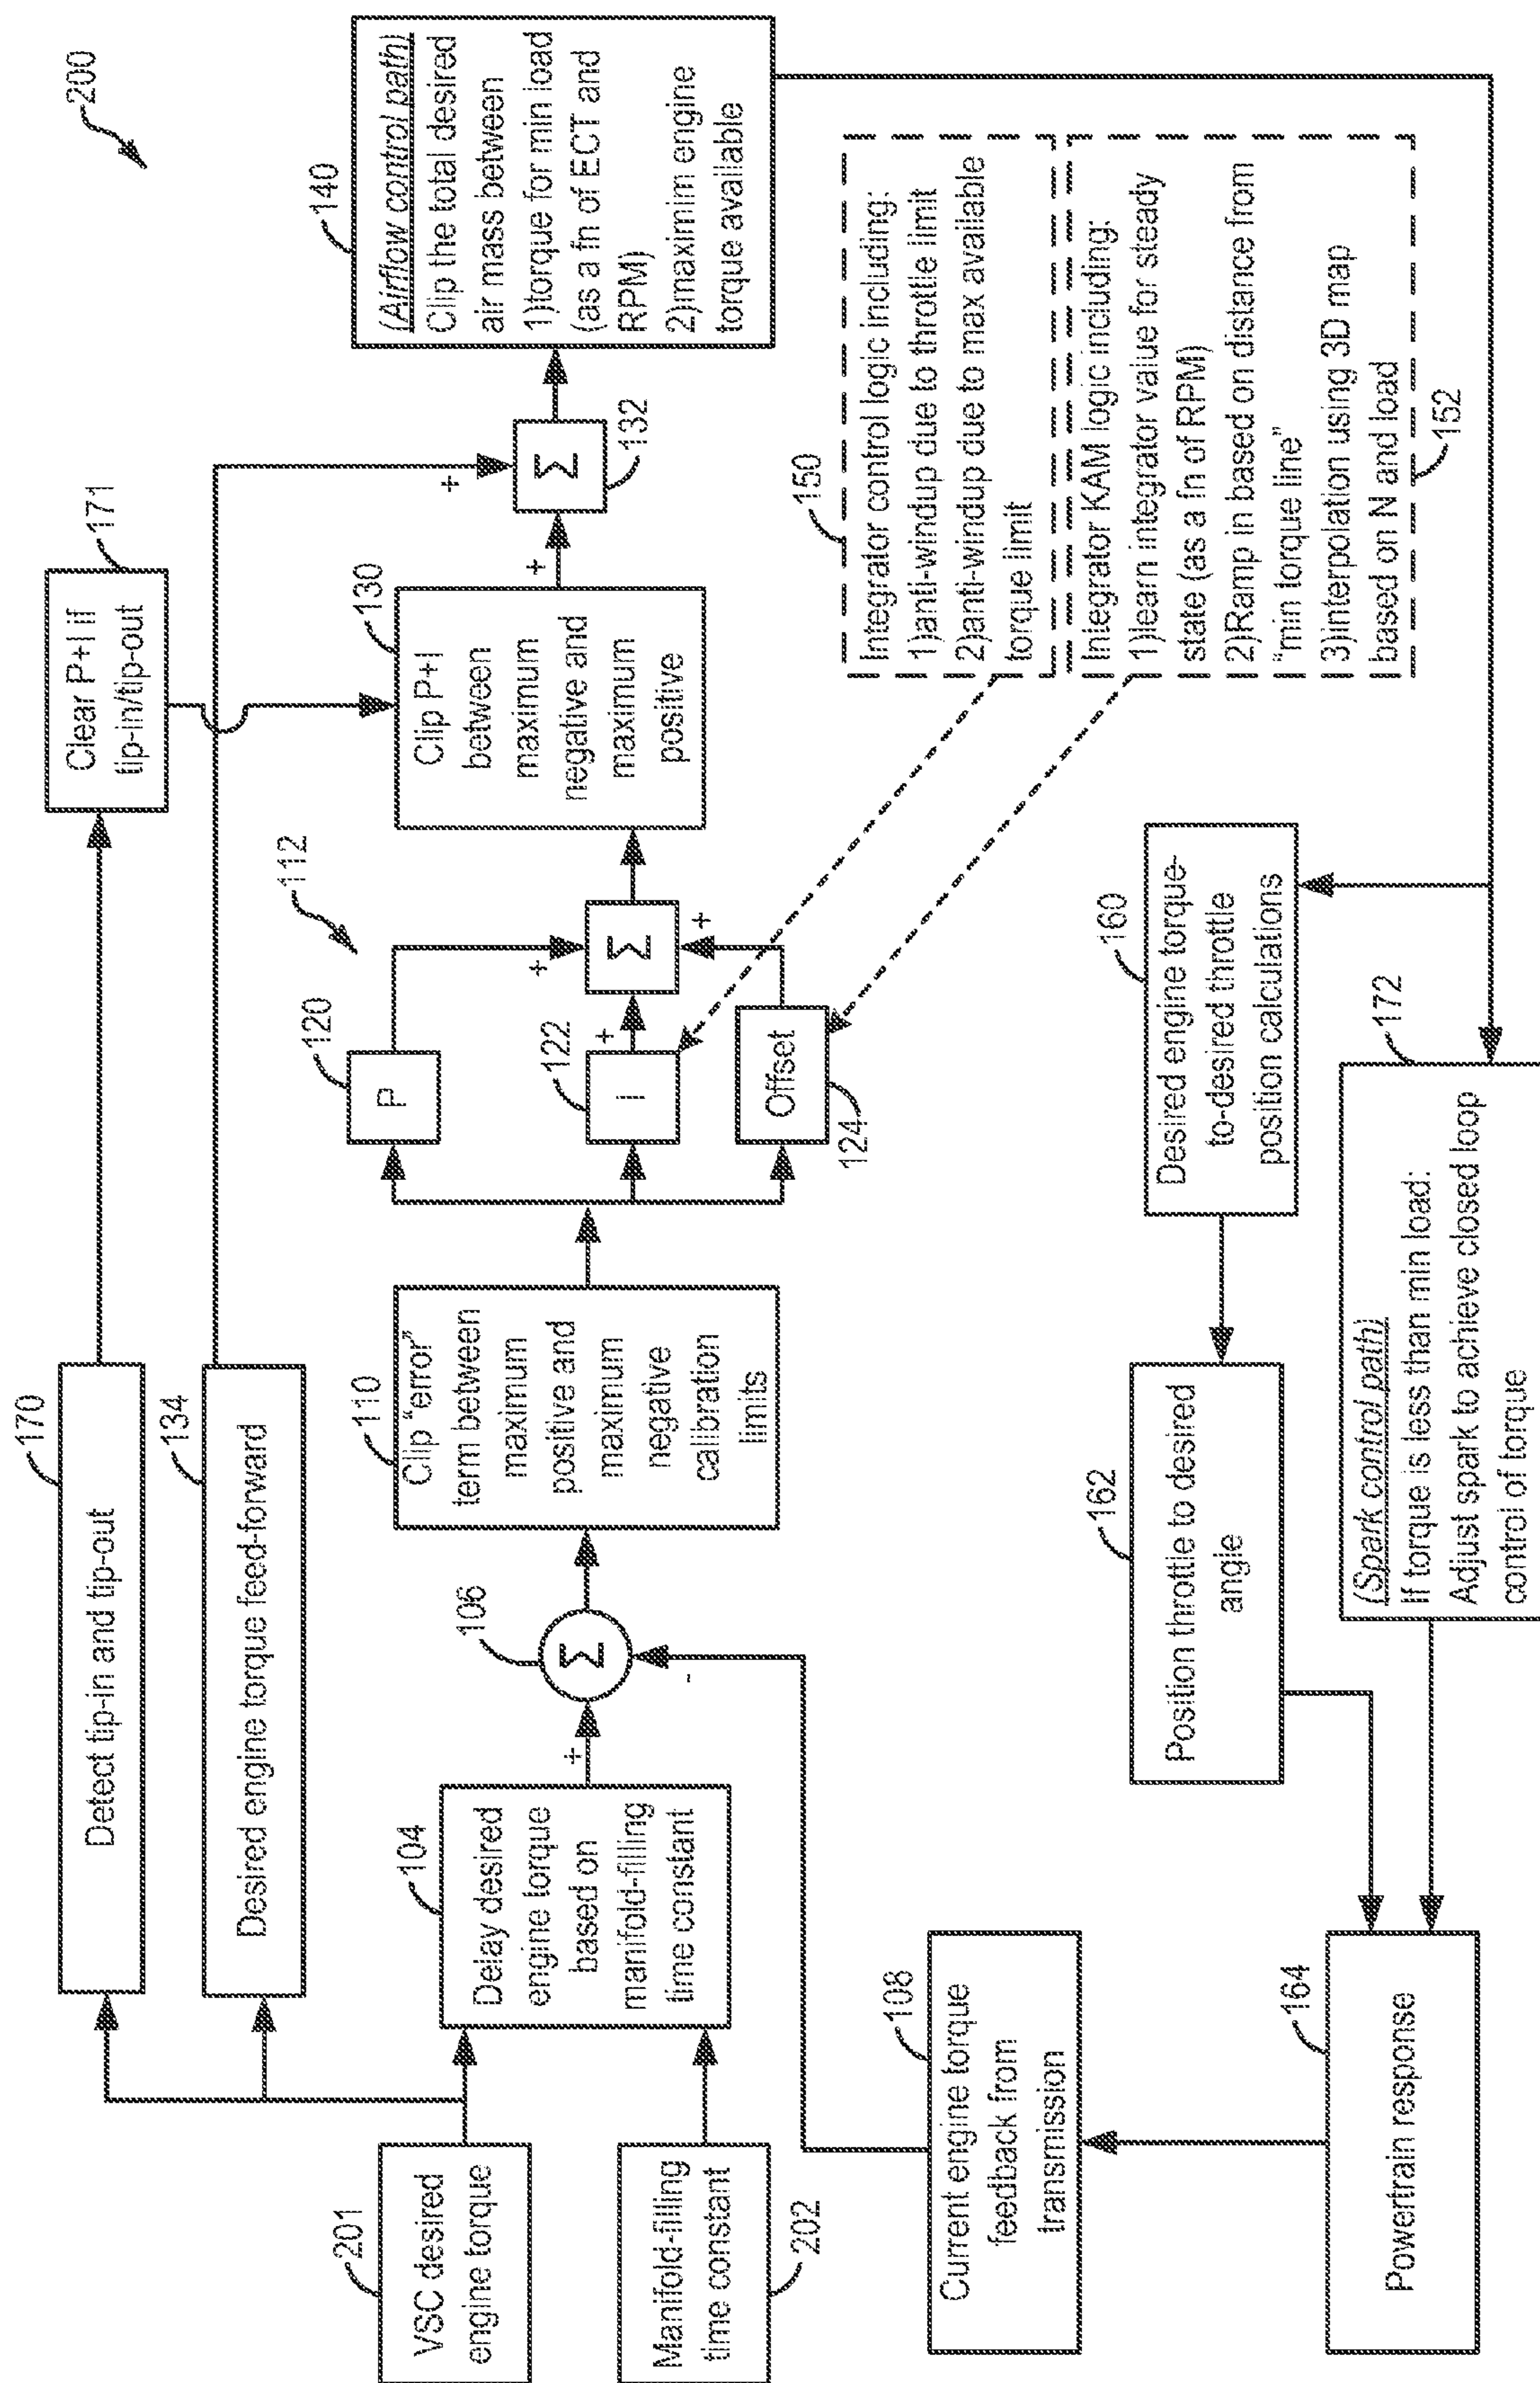 200
170
Detect tip-in and tip-out
171
Clear P+I if
tip-in/tip-out
134
Desired engine torque feed-forward
201
VSC desired
engine torque
Manifold-filling
time constant
202
104
Delay desired
engine torque
based on
manifold-filling
time constant
+
-
106
Σ
110
Clip "error"
term between
maximum
positive and
maximum
negative
calibration
limits
112
120
P
122
I
Offset
124
+
+
+
Σ
130
Clip P+I
between
maximum
negative and
maximum
positive
+
+
Σ
132
140
(Airflow control path)
Clip the total desired
air mass between
1)torque for min load
(as a fn of ECT and
RPM)
2)maximim engine
torque available
150
Integrator control logic including:
1)anti-windup due to throttle limit
2)anti-windup due to max available
torque limit
Integrator KAM logic including:
1)learn integrator value for steady
state (as a fn of RPM)
2)Ramp in based on distance from
"min torque line"
3)interpolation using 3D map
based on N and load
152
108
Current engine torque
feedback from
transmission
162
Position throttle to desired
angle
160
Desired engine torque-
to-desired throttle
position calculations
164
Powertrain response
172
(Spark control path)
If torque is less than min load:
Adjust spark to achieve closed loop
control of torque